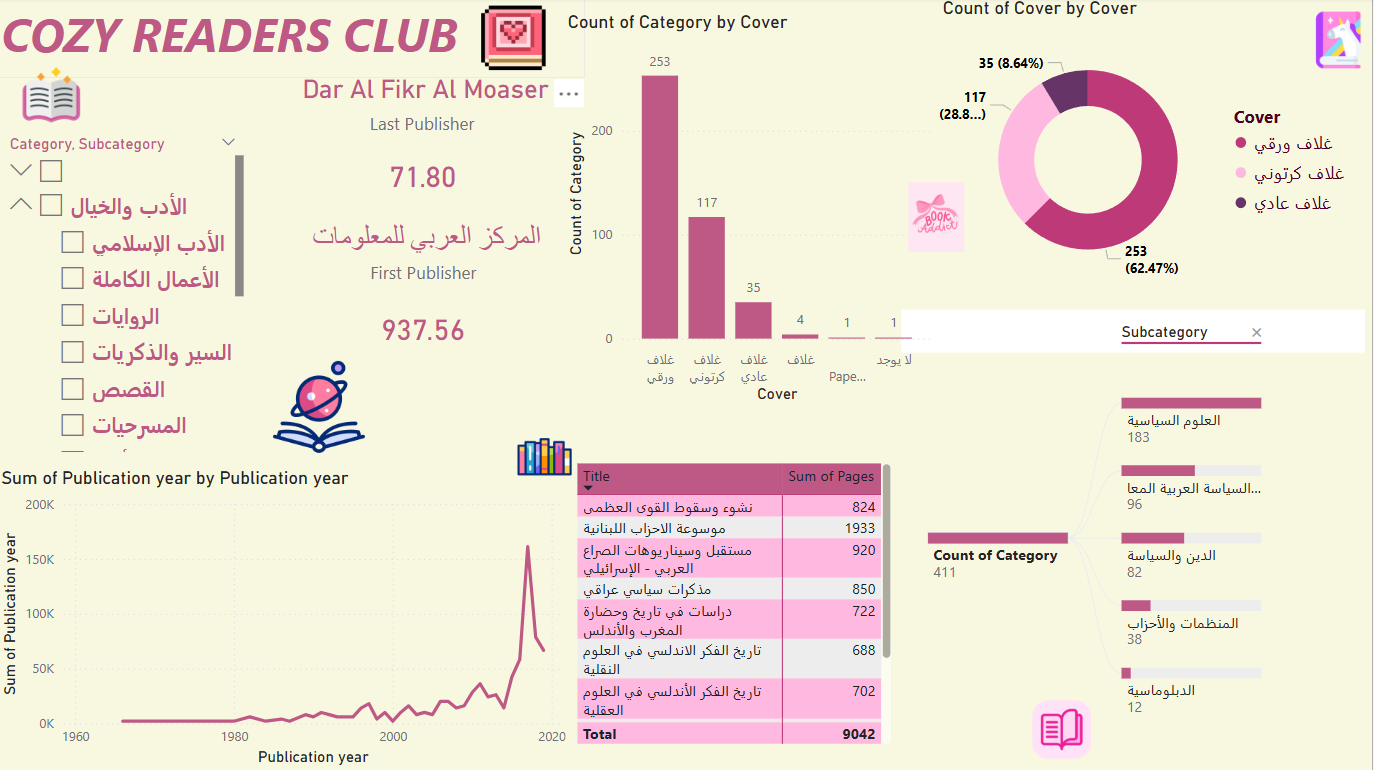 COZY READERS CLUB
Category, Subcategory
الأدب والخيال
الأدب الإسلامي
الأعمال الكاملة
الروايات
السير والذكريات
القصص
المسرحيات
Dar Al Fikr Al Moaser
Last Publisher
71.80
المركز العربي للمعلومات
First Publisher
937.56
Count of Category by Cover
Count of Category
200
100
0
253
117
35
4
1
1
غلاف ورقي
غلاف كرتوني
غلاف عادي
غلاف
Pape...
لا يوجد
Cover
Count of Cover by Cover
35 (8.64%)
117
(28.8...)
253
(62.47%)
Cover
غلاف ورقي
غلاف كرتوني
غلاف عادي
BOOK
Addict
Subcategory
Count of Category
411
العلوم السياسية
183
السياسة العربية المعا...
96
الدين والسياسة
82
المنظمات والأحزاب
38
الدبلوماسية
12
Sum of Publication year by Publication year
Sum of Publication year
200K
150K
100K
50K
0K
1960
1980
2000
2020
Publication year
Title Sum of Pages
نشوء وسقوط القوى العظمى 824
موسوعة الاحزاب اللبنانية 1933
مستقبل وسيناريوهات الصراع 920
العربي - الإسرائيلي
مذكرات سياسي عراقي 850
دراسات في تاريخ وحضارة 722
المغرب والأندلس
تاريخ الفكر الاندلسي في العلوم 688
النقلية
تاريخ الفكر الأندلسي في العلوم 702
العقلية
Total 9042